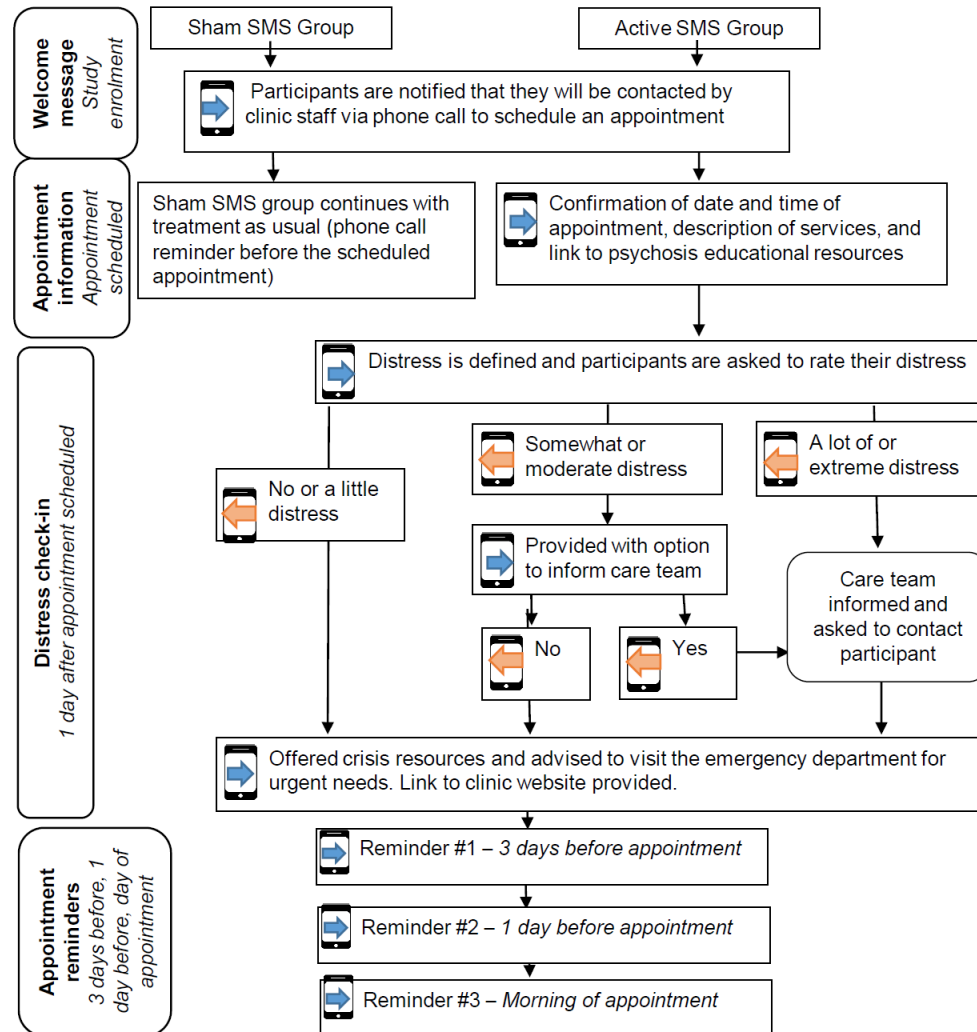 Sham SMS Group
Active SMS Group
Welcome
message
Study
enrolment
Participants are notified that they will be contacted by
clinic staff via phone call to schedule an appointment
Appointment
information
Appointment
scheduled
Sham SMS group continues with
treatment as usual (phone call
reminder before the scheduled
appointment)
Confirmation of date and time of
appointment, description of services, and
link to psychosis educational resources
Distress check-in
1 day after appointment scheduled
Distress is defined and participants are asked to rate their distress
No or a little
distress
Somewhat or
moderate distress
A lot of or
extreme distress
Provided with option
to inform care team
No
Yes
Care team
informed and
asked to contact
participant
Offered crisis resources and advised to visit the emergency department for
urgent needs. Link to clinic website provided.
Appointment
reminders
3 days before, 1
day before, day of
appointment
Reminder #1 – 3 days before appointment
Reminder #2 – 1 day before appointment
Reminder #3 – Morning of appointment